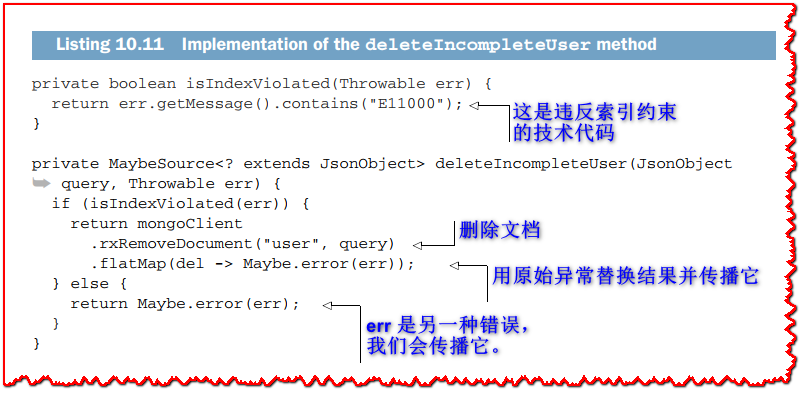 Listing 10.11 Implementation of the deleteIncompleteUser method
private boolean isIndexViolated(Throwable err) {
return err.getMessage().contains("E11000");
这是违反索引约束
的技术代码
}
private MaybeSource<? extends JsonObject> deleteIncompleteUser(JsonObject
➥ query, Throwable err) {
if (isIndexViolated(err)) {
return mongoClient
.rxRemoveDocument("user", query)
删除文档
.flatMap(del -> Maybe.error(err));
用原始异常替换结果并传播它
} else {
return Maybe.error(err);
err 是另一种错误，
我们会传播它。
}
}